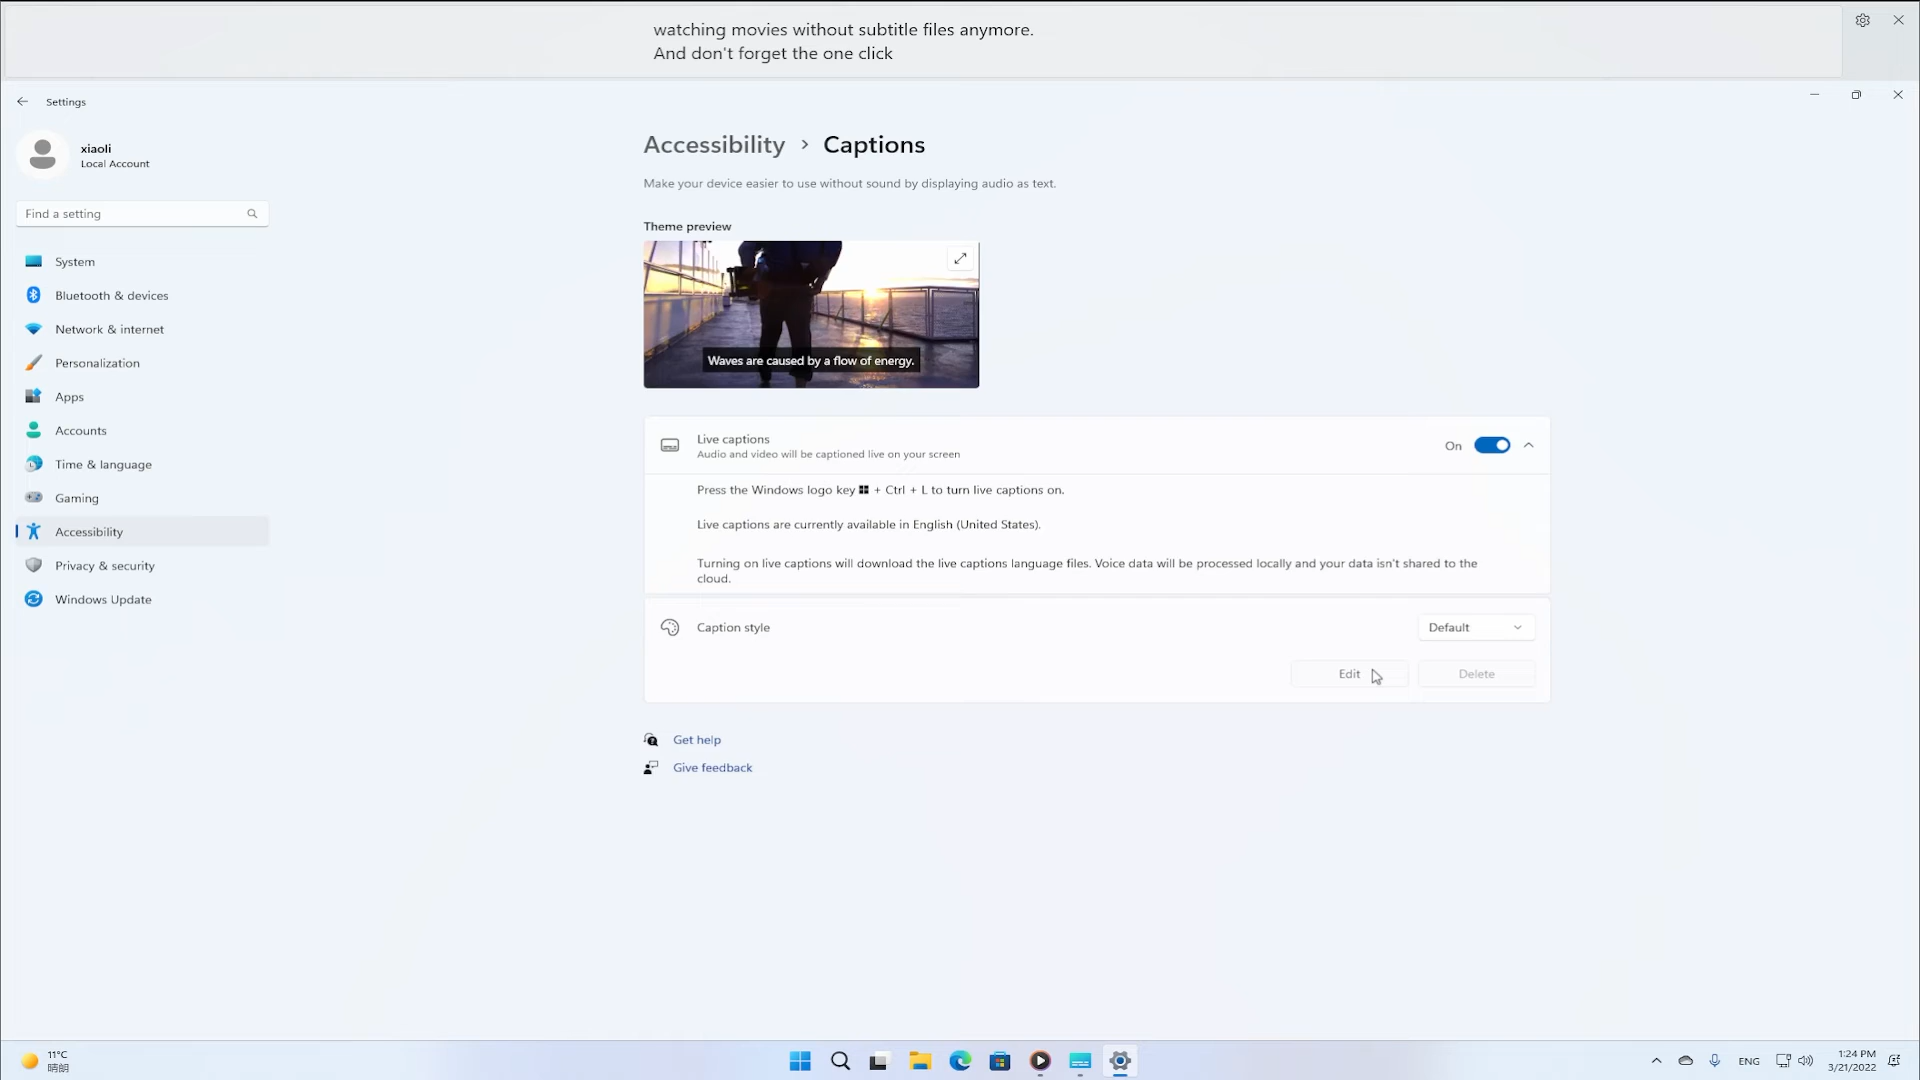 watching movies without subtitle files anymore.
And don't forget the one click
Settings
xiaoli
Local Account
Find a setting
System
Bluetooth & devices
Network & internet
Personalization
Apps
Accounts
Time & language
Gaming
Accessibility
Privacy & security
Windows Update
Accessibility > Captions
Make your device easier to use without sound by displaying audio as text.
Theme preview
Waves are caused by a flow of energy.
Live captions
Audio and video will be captioned live on your screen
On
Press the Windows logo key + Ctrl + L to turn live captions on.
Live captions are currently available in English (United States).
Turning on live captions will download the live captions language files. Voice data will be processed locally and your data isn't shared to the
cloud.
Caption style
Default
Edit
Delete
Get help
Give feedback
11°C
晴朗
ENG
1:24 PM
3/21/2022